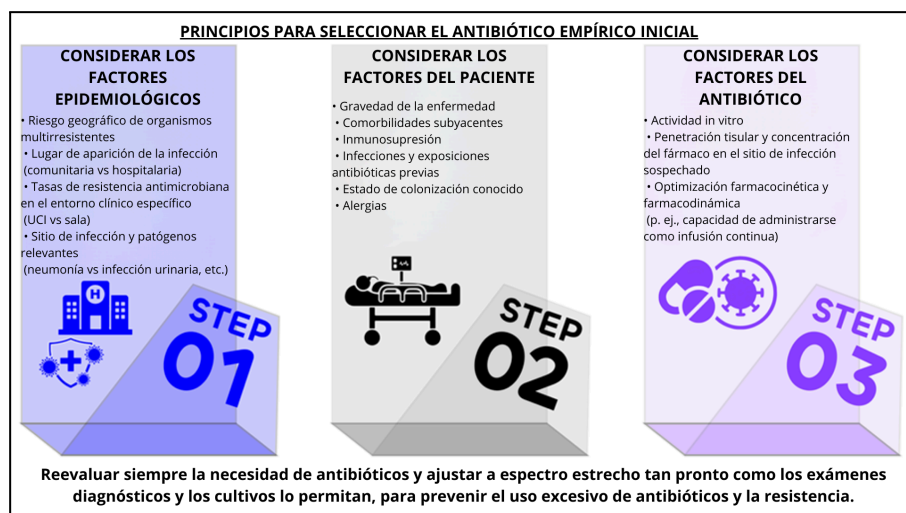 PRINCIPIOS PARA SELECCIONAR EL ANTIBIÓTICO EMPÍRICO INICIAL
CONSIDERAR LOS
FACTORES
EPIDEMIOLÓGICOS
• Riesgo geográfico de organismos
multirresistentes
• Lugar de aparición de la infección
(comunitaria vs hospitalaria)
• Tasas de resistencia antimicrobiana
en el entorno clínico específico
(UCI vs sala)
• Sitio de infección y patógenos
relevantes
(neumonía vs infección urinaria, etc.)
H
STEP
01
CONSIDERAR LOS
FACTORES DEL PACIENTE
• Gravedad de la enfermedad
• Comorbilidades subyacentes
• Inmunosupresión
• Infecciones y exposiciones
antibióticas previas
• Estado de colonización conocido
• Alergias
STEP
02
CONSIDERAR LOS
FACTORES DEL
ANTIBIÓTICO
• Actividad in vitro
• Penetración tisular y concentración
del fármaco en el sitio de infección
sospechado
• Optimización farmacocinética y
farmacodinámica
(p. ej., capacidad de administrarse
como infusión continua)
STEP
03
Reevaluar siempre la necesidad de antibióticos y ajustar a espectro estrecho tan pronto como los exámenes
diagnósticos y los cultivos lo permitan, para prevenir el uso excesivo de antibióticos y la resistencia.